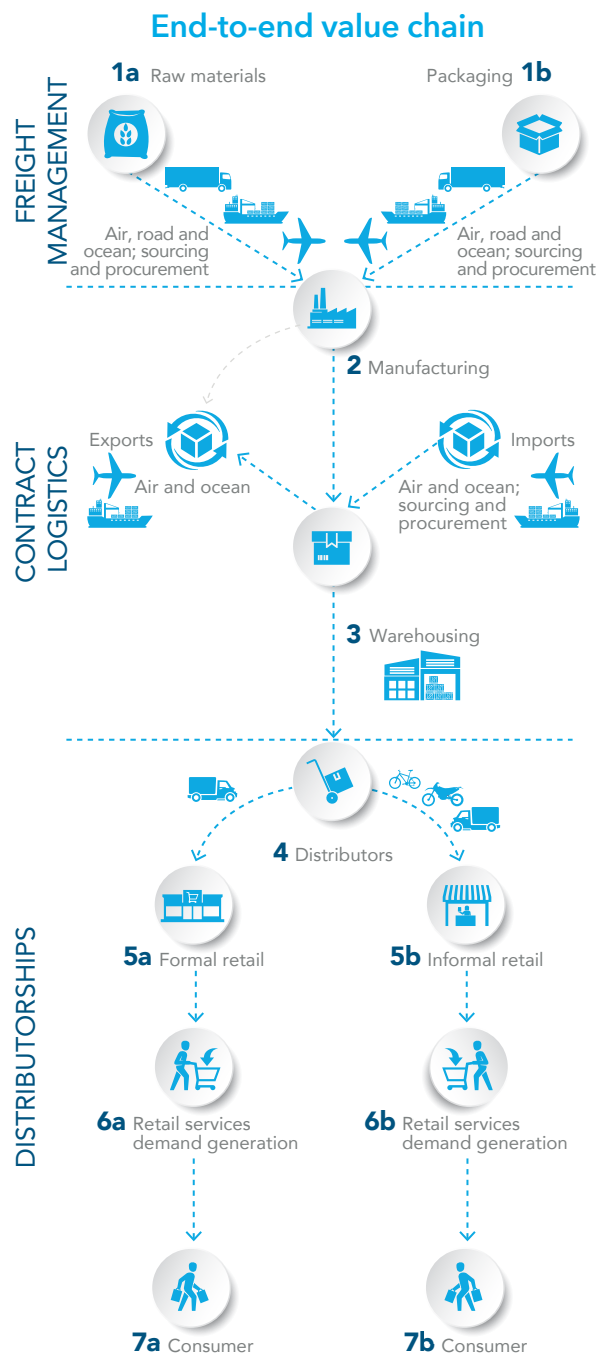 End-to-end value chain
1a Raw materials
Packaging 1b
FREIGHT
MANAGEMENT
Air, road and
ocean; sourcing
and procurement
Air, road and
ocean; sourcing
and procurement
2 Manufacturing
CONTRACT
LOGISTICS
Exports
Air and ocean
Imports
Air and ocean;
sourcing and
procurement
3 Warehousing
DISTRIBUTORSHIPS
4 Distributors
5a Formal retail
5b Informal retail
6a Retail services
demand generation
6b Retail services
demand generation
7a Consumer
7b Consumer